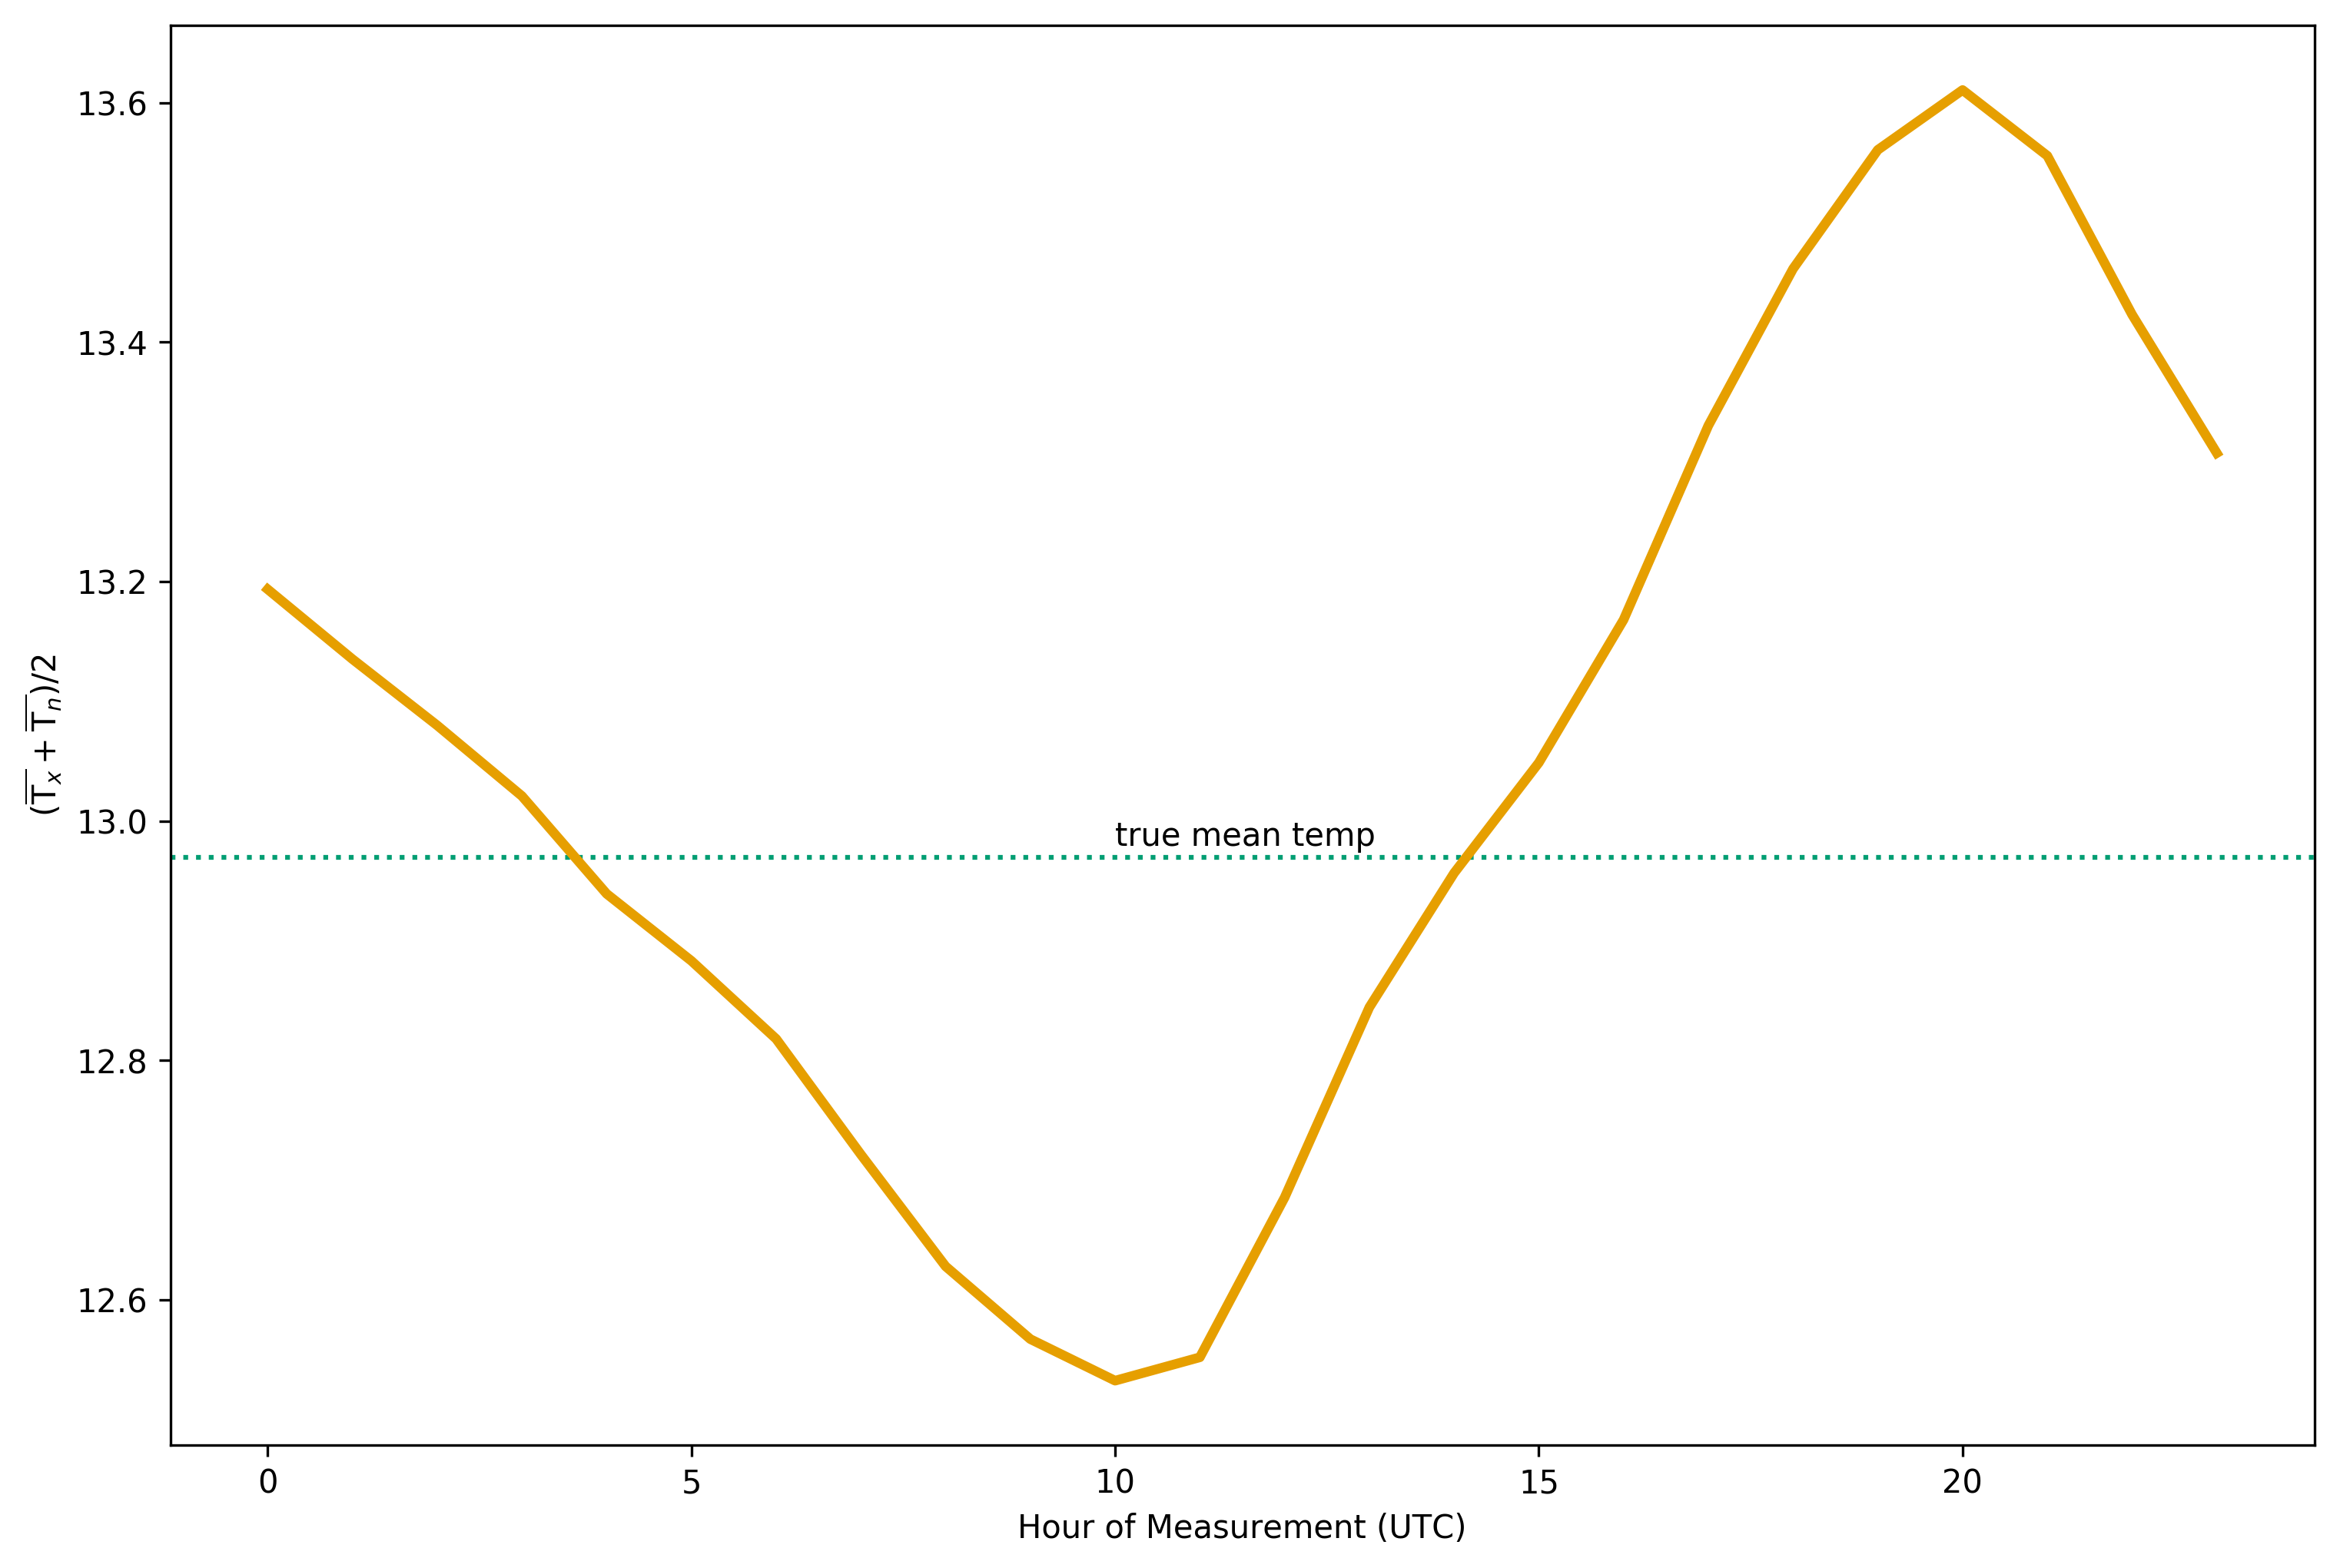 13.6
13.4
13.2
13.0
12.8
12.6
(T̅ₓ + T̅ₙ)/2
true mean temp
0 5 10 15 20
Hour of Measurement (UTC)